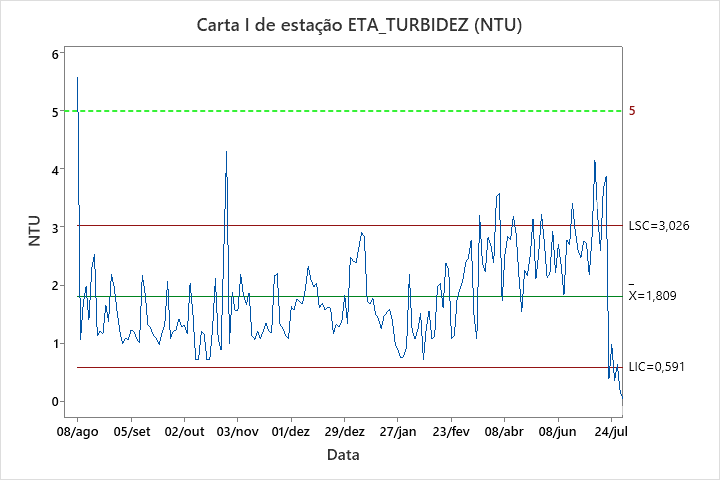 Carta I de estação ETA_TURBIDEZ (NTU)
6
5
4
3
2
1
0
NTU
5
LSC=3,026
X=1,809
LIC=0,591
08/ago 05/set 02/out 03/nov 01/dez 29/dez 27/jan 23/fev 08/abr 08/jun 24/jul
Data